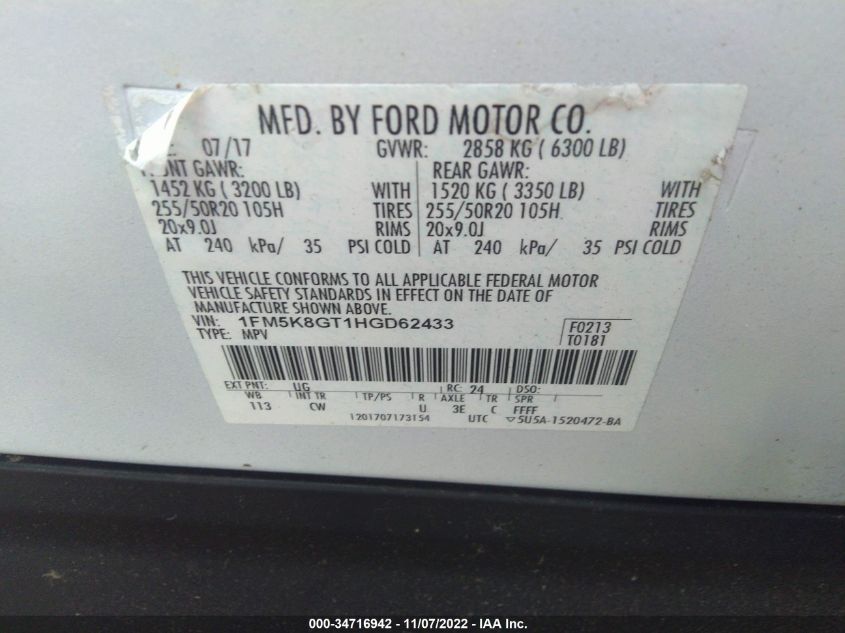 MFD. BY FORD MOTOR CO.
07/17 GVWR: 2858 KG ( 6300 LB)
GAWR: REAR GAWR:
1452 KG ( 3200 LB) WITH 1520 KG ( 3350 LB) WITH
255/50R20 105H TIRES 255/50R20 105H TIRES
20x9.0J RIMS 20x9.0J RIMS
AT 240 kPa/ 35 PSI COLD AT 240 kPa/ 35 PSI COLD
THIS VEHICLE CONFORMS TO ALL APPLICABLE FEDERAL MOTOR
VEHICLE SAFETY STANDARDS IN EFFECT ON THE DATE OF
MANUFACTURE SHOWN ABOVE.
VIN: 1FM5K8GT1HGD62433 F0213
TYPE: MPV T0181
EXT PNT: UG RC: 24 DSO:
WB INT TR TP/PS R AXLE TR SPR
113 CW U 3E C FFFF
1201707173154 UTC ▽5U5A-1520472-BA
000-34716942 - 11/07/2022 - IAA Inc.